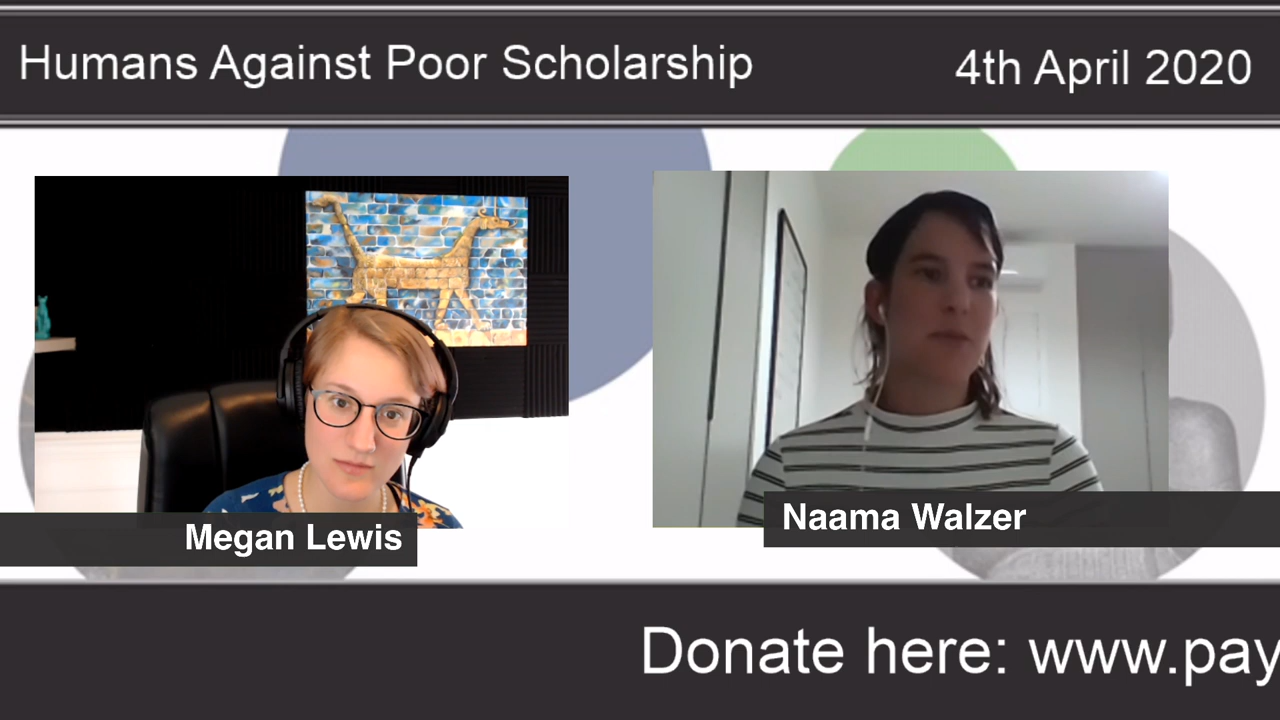 Humans Against Poor Scholarship
4th April 2020
Megan Lewis
Naama Walzer
Donate here: www.pay